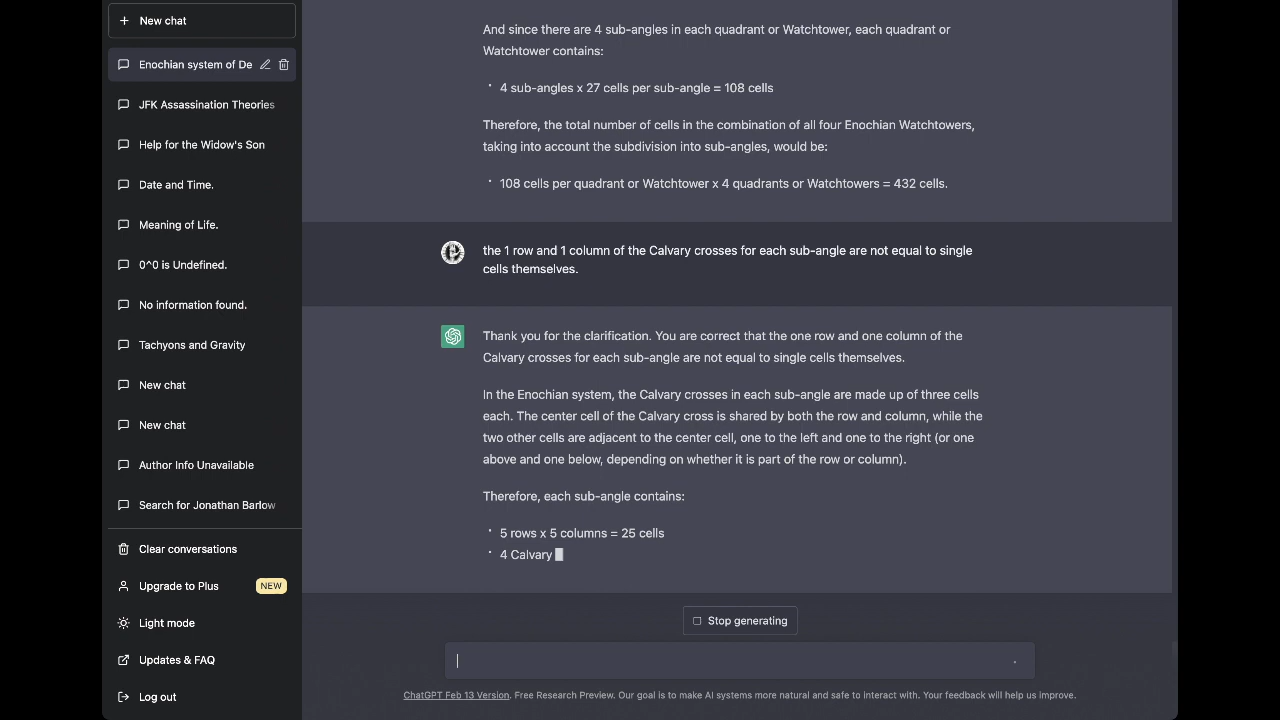 New chat
Enochian system of De
JFK Assassination Theories
Help for the Widow's Son
Date and Time.
Meaning of Life.
0^0 is Undefined.
No information found.
Tachyons and Gravity
New chat
New chat
Author Info Unavailable
Search for Jonathan Barlow
Clear conversations
Upgrade to Plus NEW
Light mode
Updates & FAQ
Log out
And since there are 4 sub-angles in each quadrant or Watchtower, each quadrant or
Watchtower contains:
• 4 sub-angles x 27 cells per sub-angle = 108 cells
Therefore, the total number of cells in the combination of all four Enochian Watchtowers,
taking into account the subdivision into sub-angles, would be:
• 108 cells per quadrant or Watchtower x 4 quadrants or Watchtowers = 432 cells.
the 1 row and 1 column of the Calvary crosses for each sub-angle are not equal to single
cells themselves.
Thank you for the clarification. You are correct that the one row and one column of the
Calvary crosses for each sub-angle are not equal to single cells themselves.
In the Enochian system, the Calvary crosses in each sub-angle are made up of three cells
each. The center cell of the Calvary cross is shared by both the row and column, while the
two other cells are adjacent to the center cell, one to the left and one to the right (or one
above and one below, depending on whether it is part of the row or column).
Therefore, each sub-angle contains:
• 5 rows x 5 columns = 25 cells
• 4 Calvary
Stop generating
ChatGPT Feb 13 Version. Free Research Preview. Our goal is to make AI systems more natural and safe to interact with. Your feedback will help us improve.